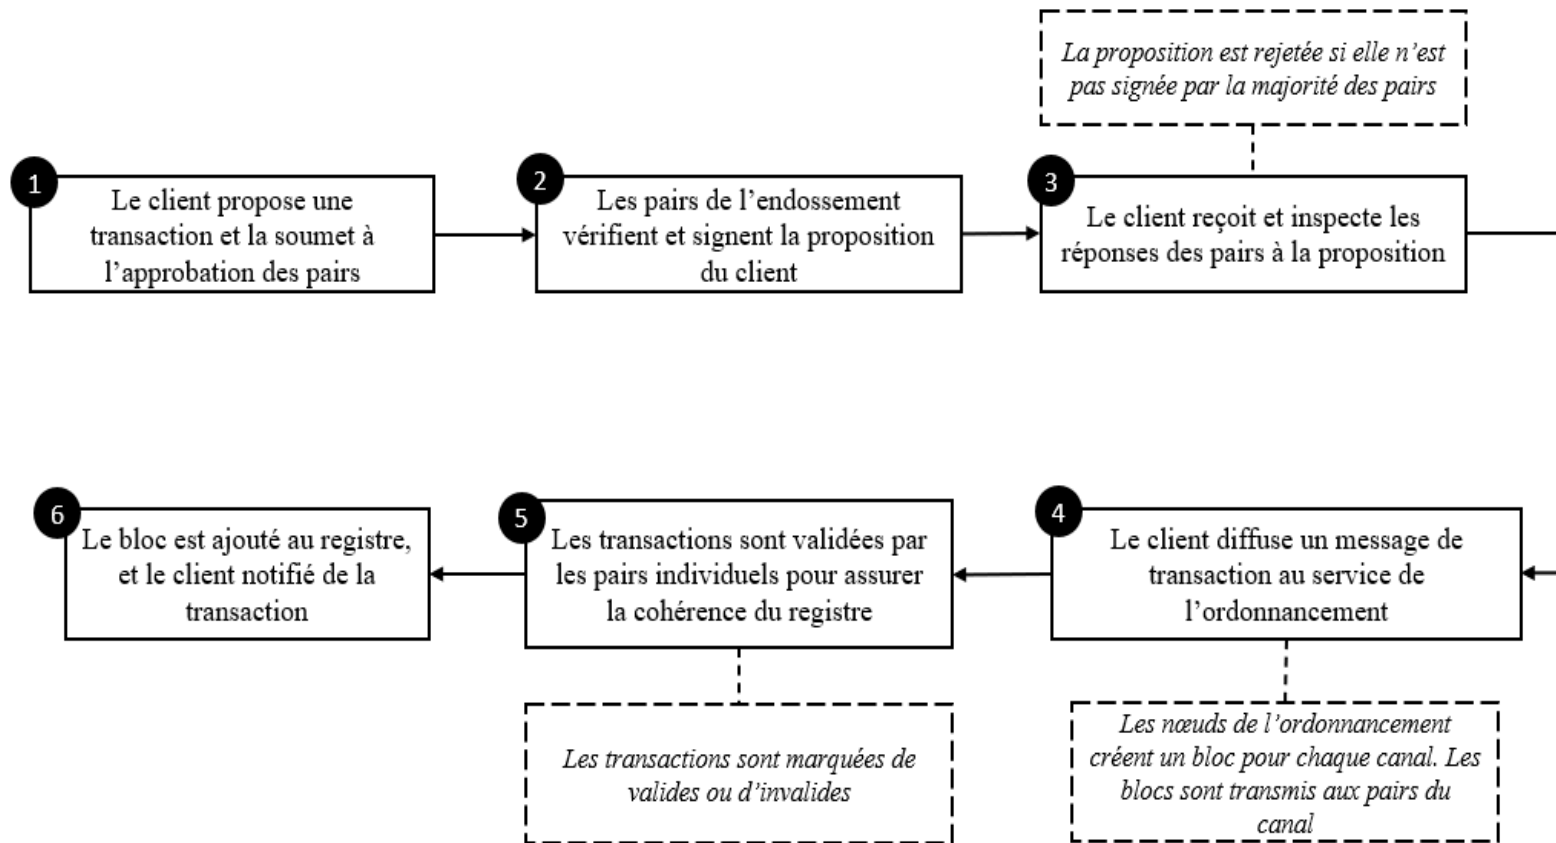 La proposition est rejetée si elle n’est
pas signée par la majorité des pairs
1
Le client propose une
transaction et la soumet à
l’approbation des pairs
2
Les pairs de l’endossement
vérifient et signent la proposition
du client
3
Le client reçoit et inspecte les
réponses des pairs à la proposition
4
Le client diffuse un message de
transaction au service de
l’ordonnancement
Les nœuds de l’ordonnancement
créent un bloc pour chaque canal. Les
blocs sont transmis aux pairs du
canal
5
Les transactions sont validées par
les pairs individuels pour assurer
la cohérence du registre
Les transactions sont marquées de
valides ou d’invalides
6
Le bloc est ajouté au registre,
et le client notifié de la
transaction